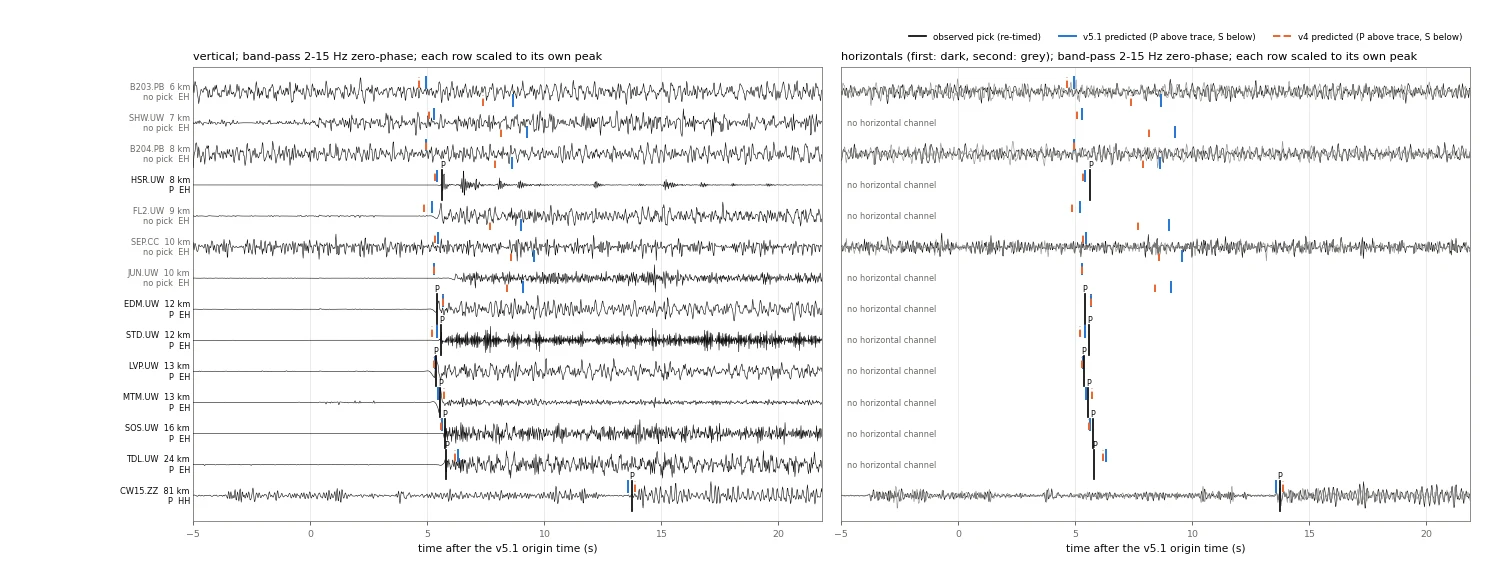 observed pick (re-timed) v5.1 predicted (P above trace, S below) v4 predicted (P above trace, S below)
vertical; band-pass 2-15 Hz zero-phase; each row scaled to its own peak
horizontals (first: dark, second: grey); band-pass 2-15 Hz zero-phase; each row scaled to its own peak
B203.PB 6 km
no pick EH
SHW.UW 7 km
no pick EH
no horizontal channel
B204.PB 8 km
no pick EH
P
P
HSR.UW 8 km
P EH
no horizontal channel
FL2.UW 9 km
no pick EH
no horizontal channel
SEP.CC 10 km
no pick EH
JUN.UW 10 km
no pick EH
no horizontal channel
P
P
EDM.UW 12 km
P EH
no horizontal channel
P
P
STD.UW 12 km
P EH
no horizontal channel
P
P
LVP.UW 13 km
P EH
no horizontal channel
P
P
MTM.UW 13 km
P EH
no horizontal channel
P
P
SOS.UW 16 km
P EH
no horizontal channel
P
P
TDL.UW 24 km
P EH
no horizontal channel
P
P
CW15.ZZ 81 km
P HH
−5 0 5 10 15 20
−5 0 5 10 15 20
time after the v5.1 origin time (s)
time after the v5.1 origin time (s)